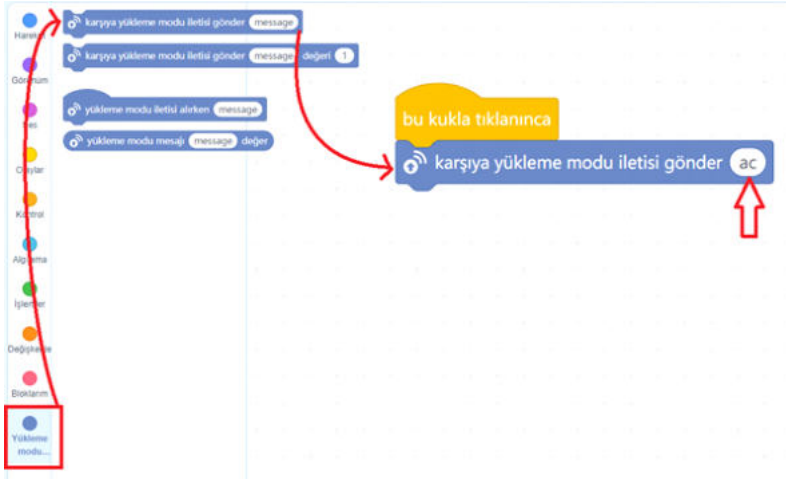 Hareket
Görünüm
Ses
Olaylar
Kontrol
Algılama
İşlemler
Değişkenler
Bloklarım
Yükleme
modu...
karşıya yükleme modu iletisi gönder message
karşıya yükleme modu iletisi gönder message değeri 1
yükleme modu iletisi alırken message
yükleme modu mesajı message değer
bu kukla tıklanınca
karşıya yükleme modu iletisi gönder ac